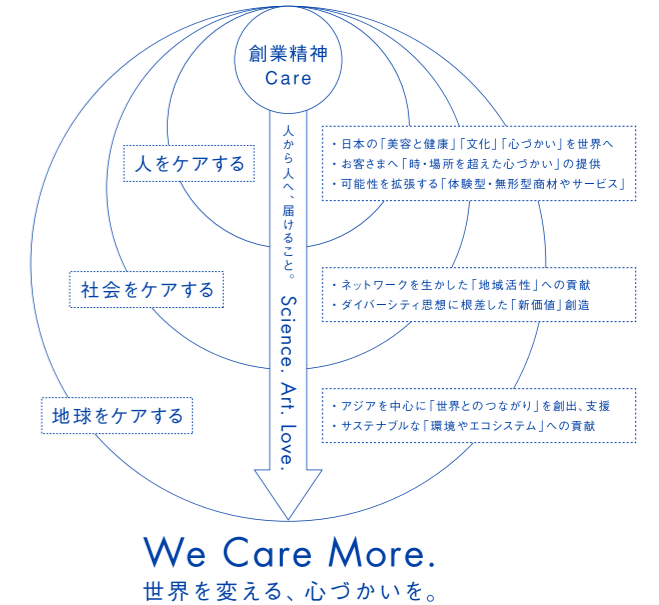 創業精神
Care
人から人へ、届けること。
Science. Art. Love.
人をケアする
・日本の「美容と健康」「文化」「心づかい」を世界へ
・お客さまへ「時・場所を超えた心づかい」の提供
・可能性を拡張する「体験型・無形型商材やサービス」
社会をケアする
・ネットワークを生かした「地域活性」への貢献
・ダイバーシティ思想に根差した「新価値」創造
地球をケアする
・アジアを中心に「世界とのつながり」を創出、支援
・サステナブルな「環境やエコシステム」への貢献
We Care More.
世界を変える、心づかいを。